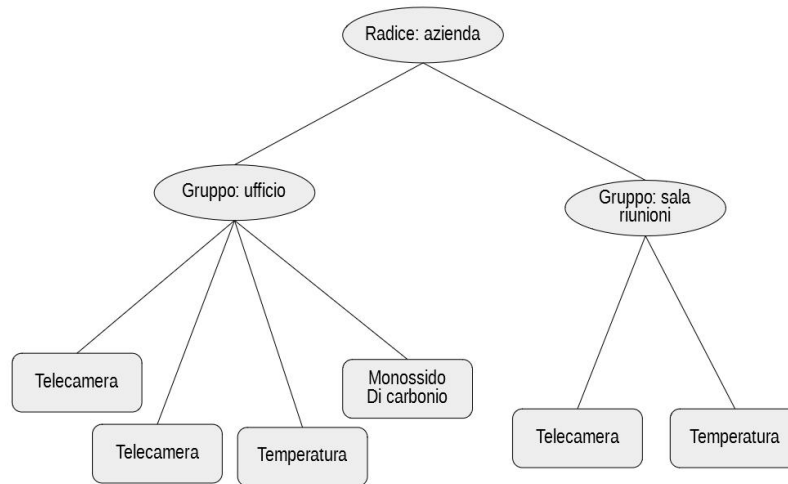 Radice: azienda
Gruppo: ufficio
Gruppo: sala
riunioni
Telecamera
Monossido
Di carbonio
Telecamera
Temperatura
Telecamera
Temperatura